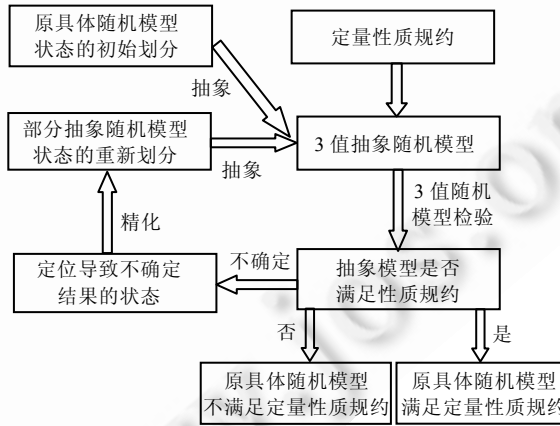 原具体随机模型
状态的初始划分
定量性质规约
抽象
部分抽象随机模型
状态的重新划分
抽象
3 值抽象随机模型
精化
3 值随机
模型检验
定位导致不确定
结果的状态
不确定
抽象模型是否
满足性质规约
否
是
原具体随机模型
不满足定量性质规约
原具体随机模型
满足定量性质规约